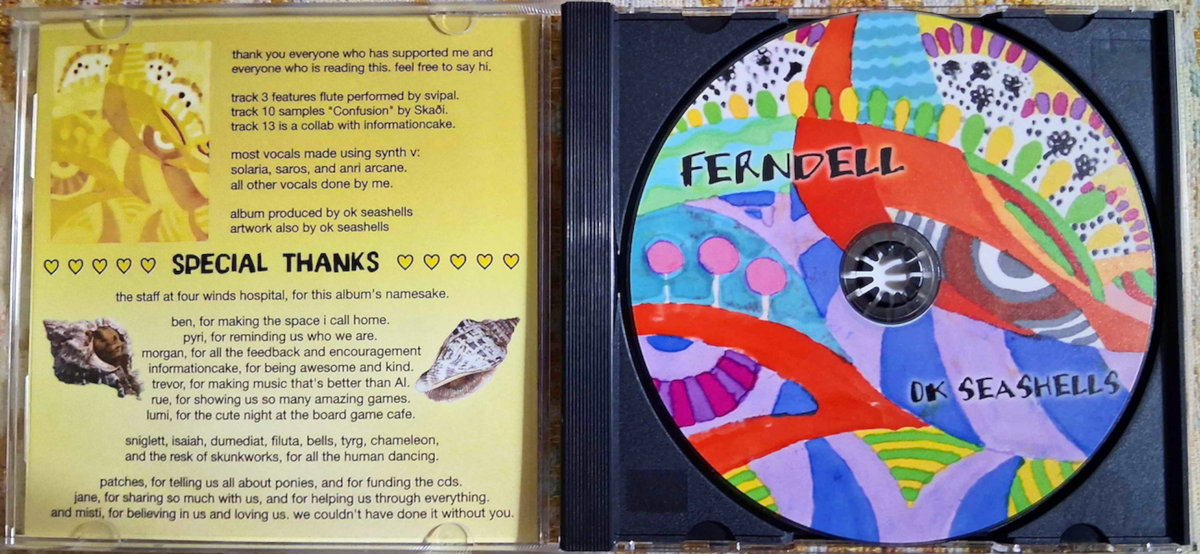 thank you everyone who has supported me and
everyone who is reading this. feel free to say hi.
track 3 features flute performed by svipal.
track 10 samples "Confusion" by Skaði.
track 13 is a collab with informationcake.
most vocals made using synth v:
solaria, saros, and anri arcane.
all other vocals done by me.
album produced by ok seashells
artwork also by ok seashells
SPECIAL THANKS
the staff at four winds hospital, for this album's namesake.
ben, for making the space i call home.
pyri, for reminding us who we are.
morgan, for all the feedback and encouragement
informationcake, for being awesome and kind.
trevor, for making music that's better than AI.
rue, for showing us so many amazing games.
lumi, for the cute night at the board game cafe.
sniglett, isaiah, dumediat, filuta, bells, tyrg, chameleon,
and the resk of skunkworks, for all the human dancing.
patches, for telling us all about ponies, and for funding the cds.
jane, for sharing so much with us, and for helping us through everything.
and misti, for believing in us and loving us. we couldn't have done it without you.
FERNDELL
OK SEASHELLS